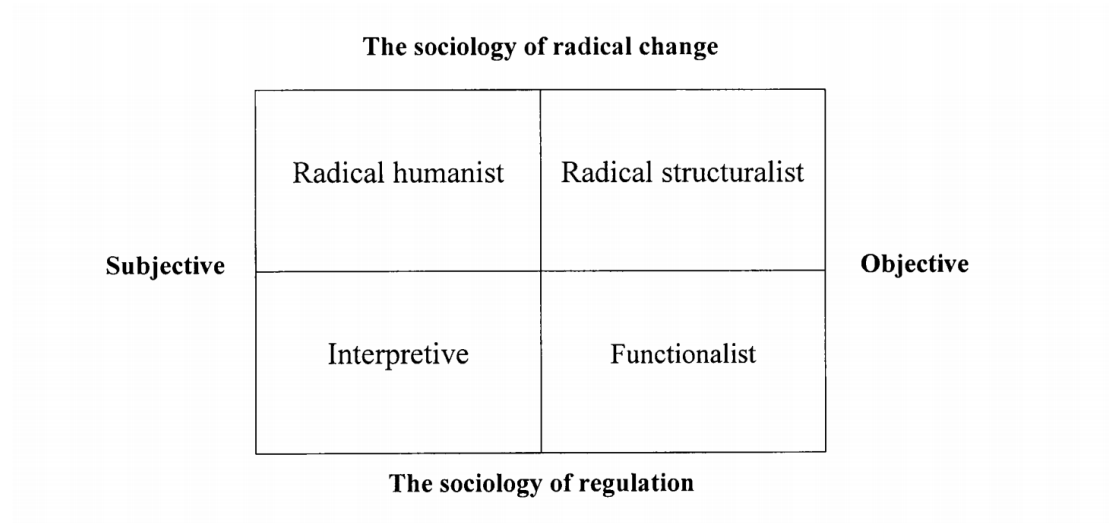 The sociology of radical change
Radical humanist
Radical structuralist
Subjective
Objective
Interpretive
Functionalist
The sociology of regulation